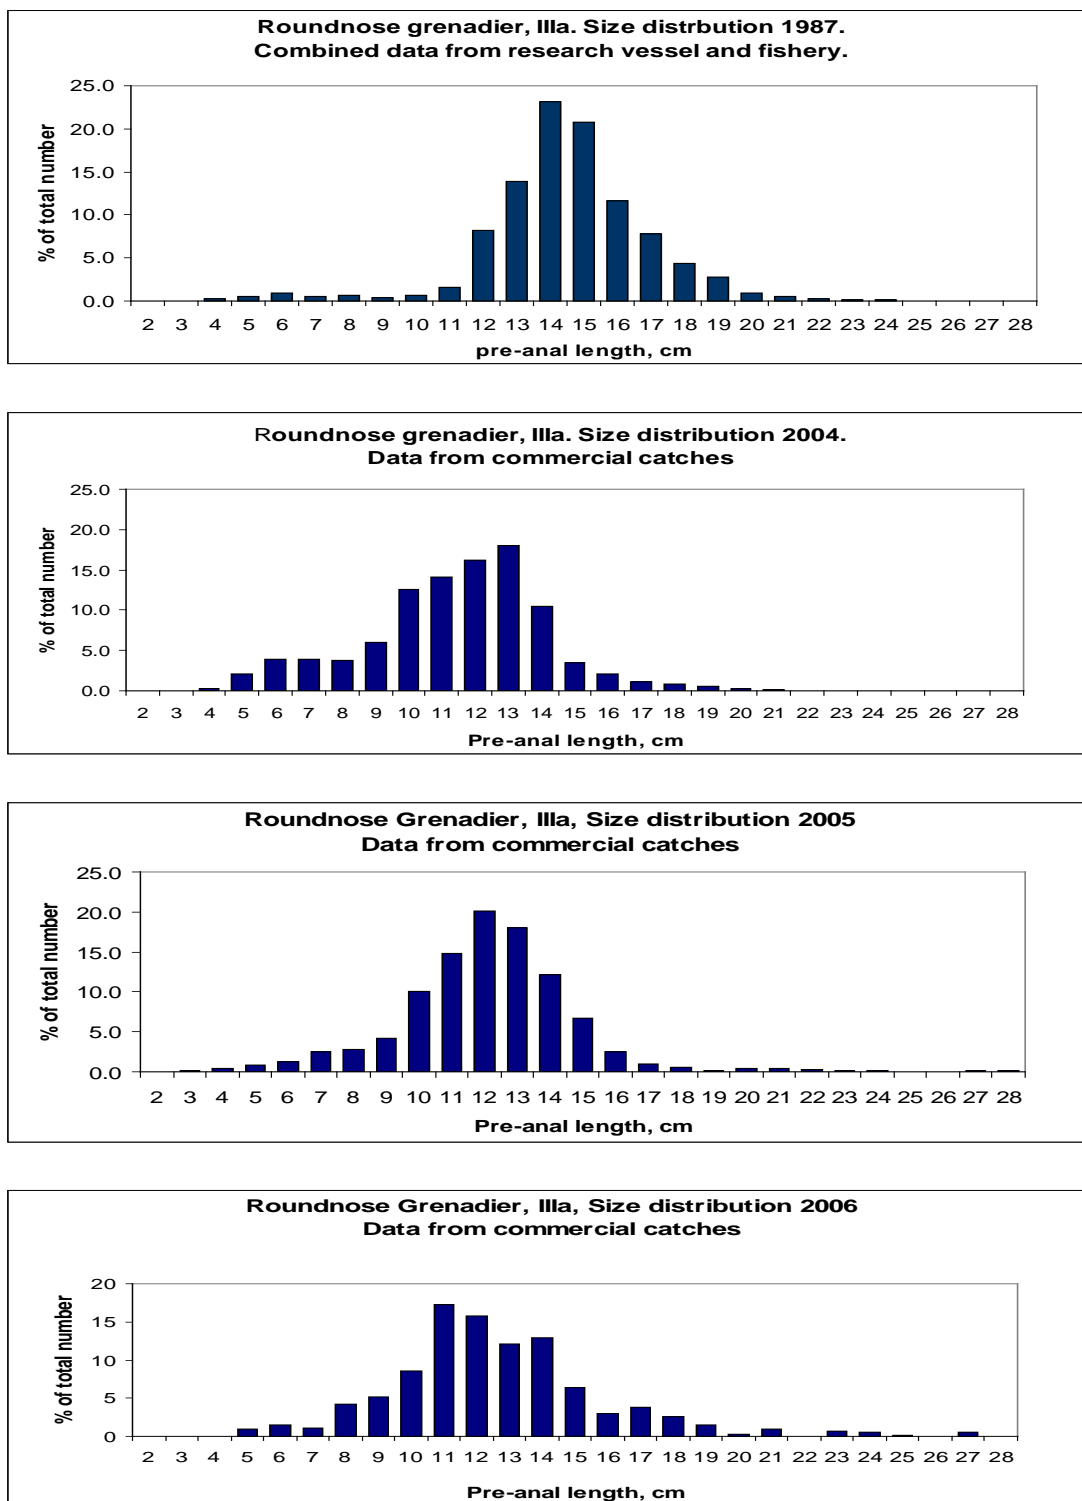 Roundnose grenadier, IIIa. Size distrbution 1987.
Combined data from research vessel and fishery.
% of total number
25.0
20.0
15.0
10.0
5.0
0.0
2 3 4 5 6 7 8 9 10 11 12 13 14 15 16 17 18 19 20 21 22 23 24 25 26 27 28
pre-anal length, cm
Roundnose grenadier, IIIa. Size distribution 2004.
Data from commercial catches
% of total number
25.0
20.0
15.0
10.0
5.0
0.0
2 3 4 5 6 7 8 9 10 11 12 13 14 15 16 17 18 19 20 21 22 23 24 25 26 27 28
Pre-anal length, cm
Roundnose Grenadier, IIIa, Size distribution 2005
Data from commercial catches
% of total number
25.0
20.0
15.0
10.0
5.0
0.0
2 3 4 5 6 7 8 9 10 11 12 13 14 15 16 17 18 19 20 21 22 23 24 25 26 27 28
Pre-anal length, cm
Roundnose Grenadier, IIIa, Size distribution 2006
Data from commercial catches
% of total number
20
15
10
5
0
2 3 4 5 6 7 8 9 10 11 12 13 14 15 16 17 18 19 20 21 22 23 24 25 26 27 28
Pre-anal length, cm